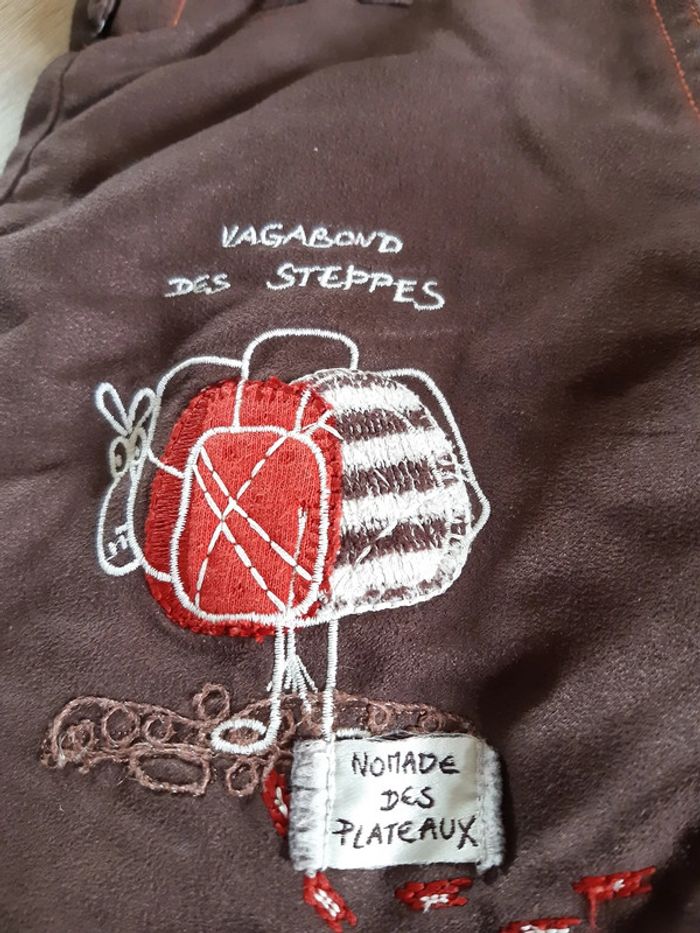 VAGABOND
DES STEPPES
NOMADE
DES
PLATEAUX